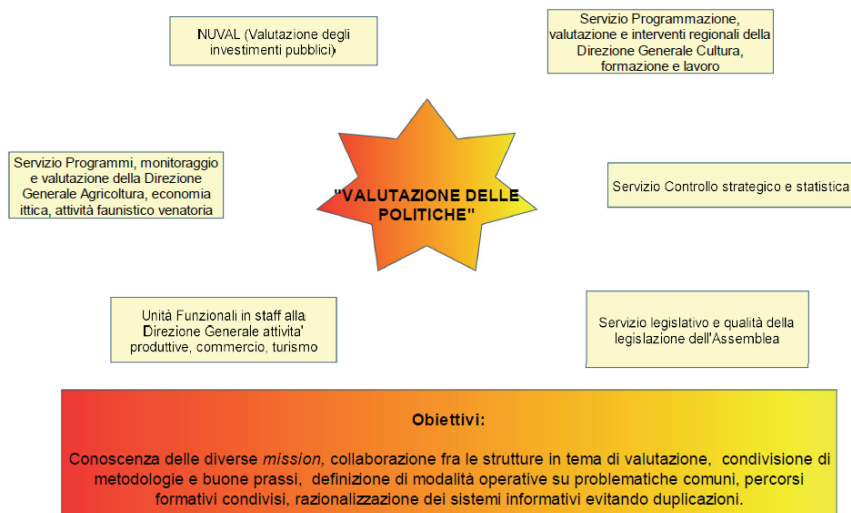 NUVAL (Valutazione degli
investimenti pubblici)
Servizio Programmazione,
valutazione e interventi regionali della
Direzione Generale Cultura,
formazione e lavoro
Servizio Programmi, monitoraggio
e valutazione della Direzione
Generale Agricoltura, economia
ittica, attività faunistico venatoria
"VALUTAZIONE DELLE
POLITICHE"
Servizio Controllo strategico e statistica
Unità Funzionali in staff alla
Direzione Generale attivita'
produttive, commercio, turismo
Servizio legislativo e qualità della
legislazione dell'Assemblea
Obiettivi:
Conoscenza delle diverse mission, collaborazione fra le strutture in tema di valutazione, condivisione di
metodologie e buone prassi, definizione di modalità operative su problematiche comuni, percorsi
formativi condivisi, razionalizzazione dei sistemi informativi evitando duplicazioni.